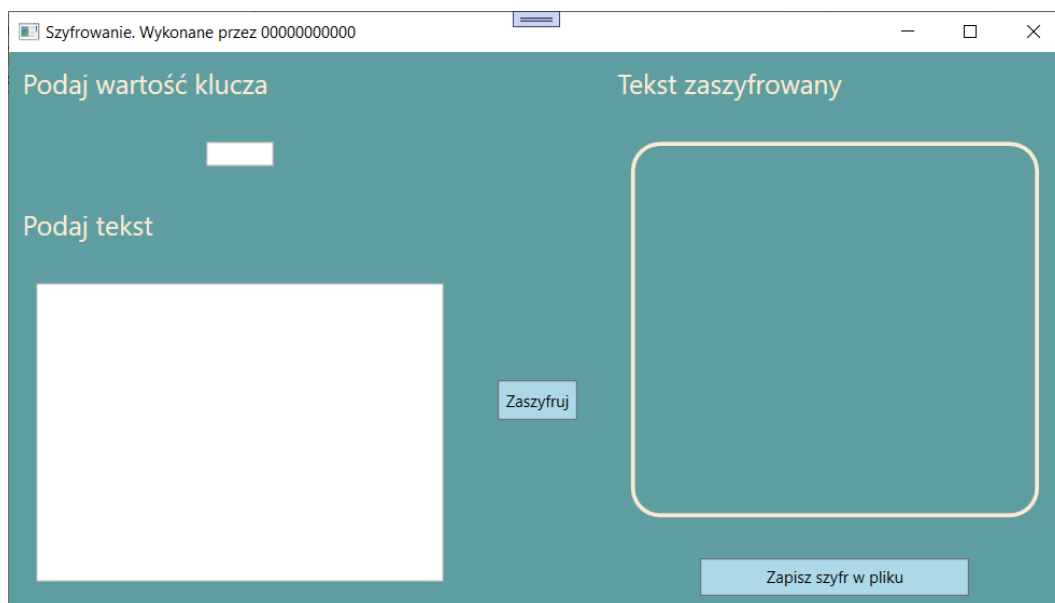 Szyfrowanie. Wykonane przez 00000000000
Podaj wartość klucza
Podaj tekst
Zaszyfruj
Tekst zaszyfrowany
Zapisz szyfr w pliku